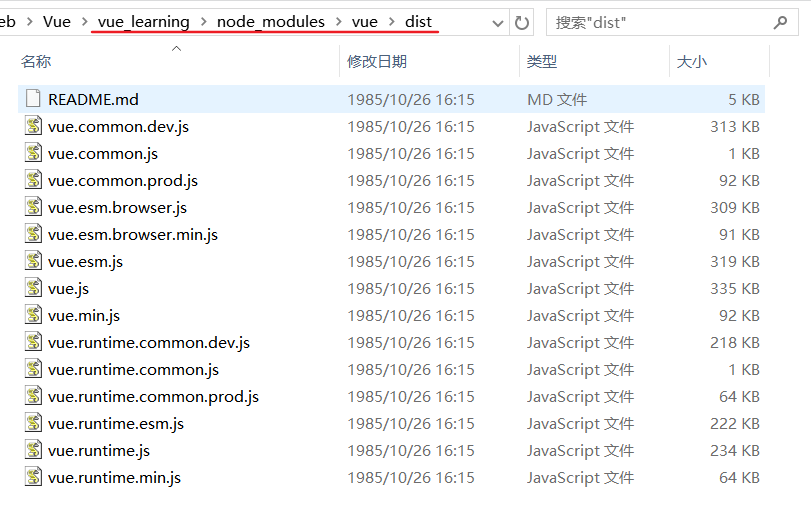 eb > Vue > vue_learning > node_modules > vue > dist 搜索"dist"
名称 修改日期 类型 大小
README.md 1985/10/26 16:15 MD 文件 5 KB
vue.common.dev.js 1985/10/26 16:15 JavaScript 文件 313 KB
vue.common.js 1985/10/26 16:15 JavaScript 文件 1 KB
vue.common.prod.js 1985/10/26 16:15 JavaScript 文件 92 KB
vue.esm.browser.js 1985/10/26 16:15 JavaScript 文件 309 KB
vue.esm.browser.min.js 1985/10/26 16:15 JavaScript 文件 91 KB
vue.esm.js 1985/10/26 16:15 JavaScript 文件 319 KB
vue.js 1985/10/26 16:15 JavaScript 文件 335 KB
vue.min.js 1985/10/26 16:15 JavaScript 文件 92 KB
vue.runtime.common.dev.js 1985/10/26 16:15 JavaScript 文件 218 KB
vue.runtime.common.js 1985/10/26 16:15 JavaScript 文件 1 KB
vue.runtime.common.prod.js 1985/10/26 16:15 JavaScript 文件 64 KB
vue.runtime.esm.js 1985/10/26 16:15 JavaScript 文件 222 KB
vue.runtime.js 1985/10/26 16:15 JavaScript 文件 234 KB
vue.runtime.min.js 1985/10/26 16:15 JavaScript 文件 64 KB